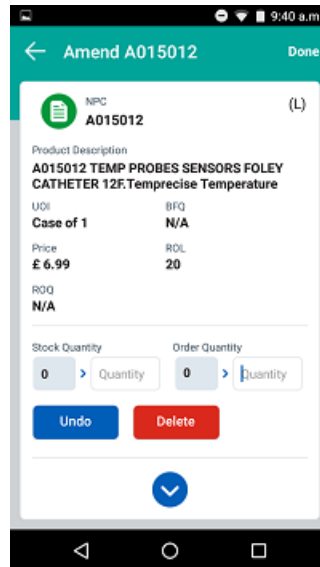 9:40 a.m
Amend A015012 Done
NPC (L)
A015012
Product Description
A015012 TEMP PROBES SENSORS FOLEY
CATHETER 12F.Temprecise Temperature
UOI BFQ
Case of 1 N/A
Price ROL
£ 6.99 20
ROQ
N/A
Stock Quantity Order Quantity
0 > Quantity 0 > Quantity
Undo Delete